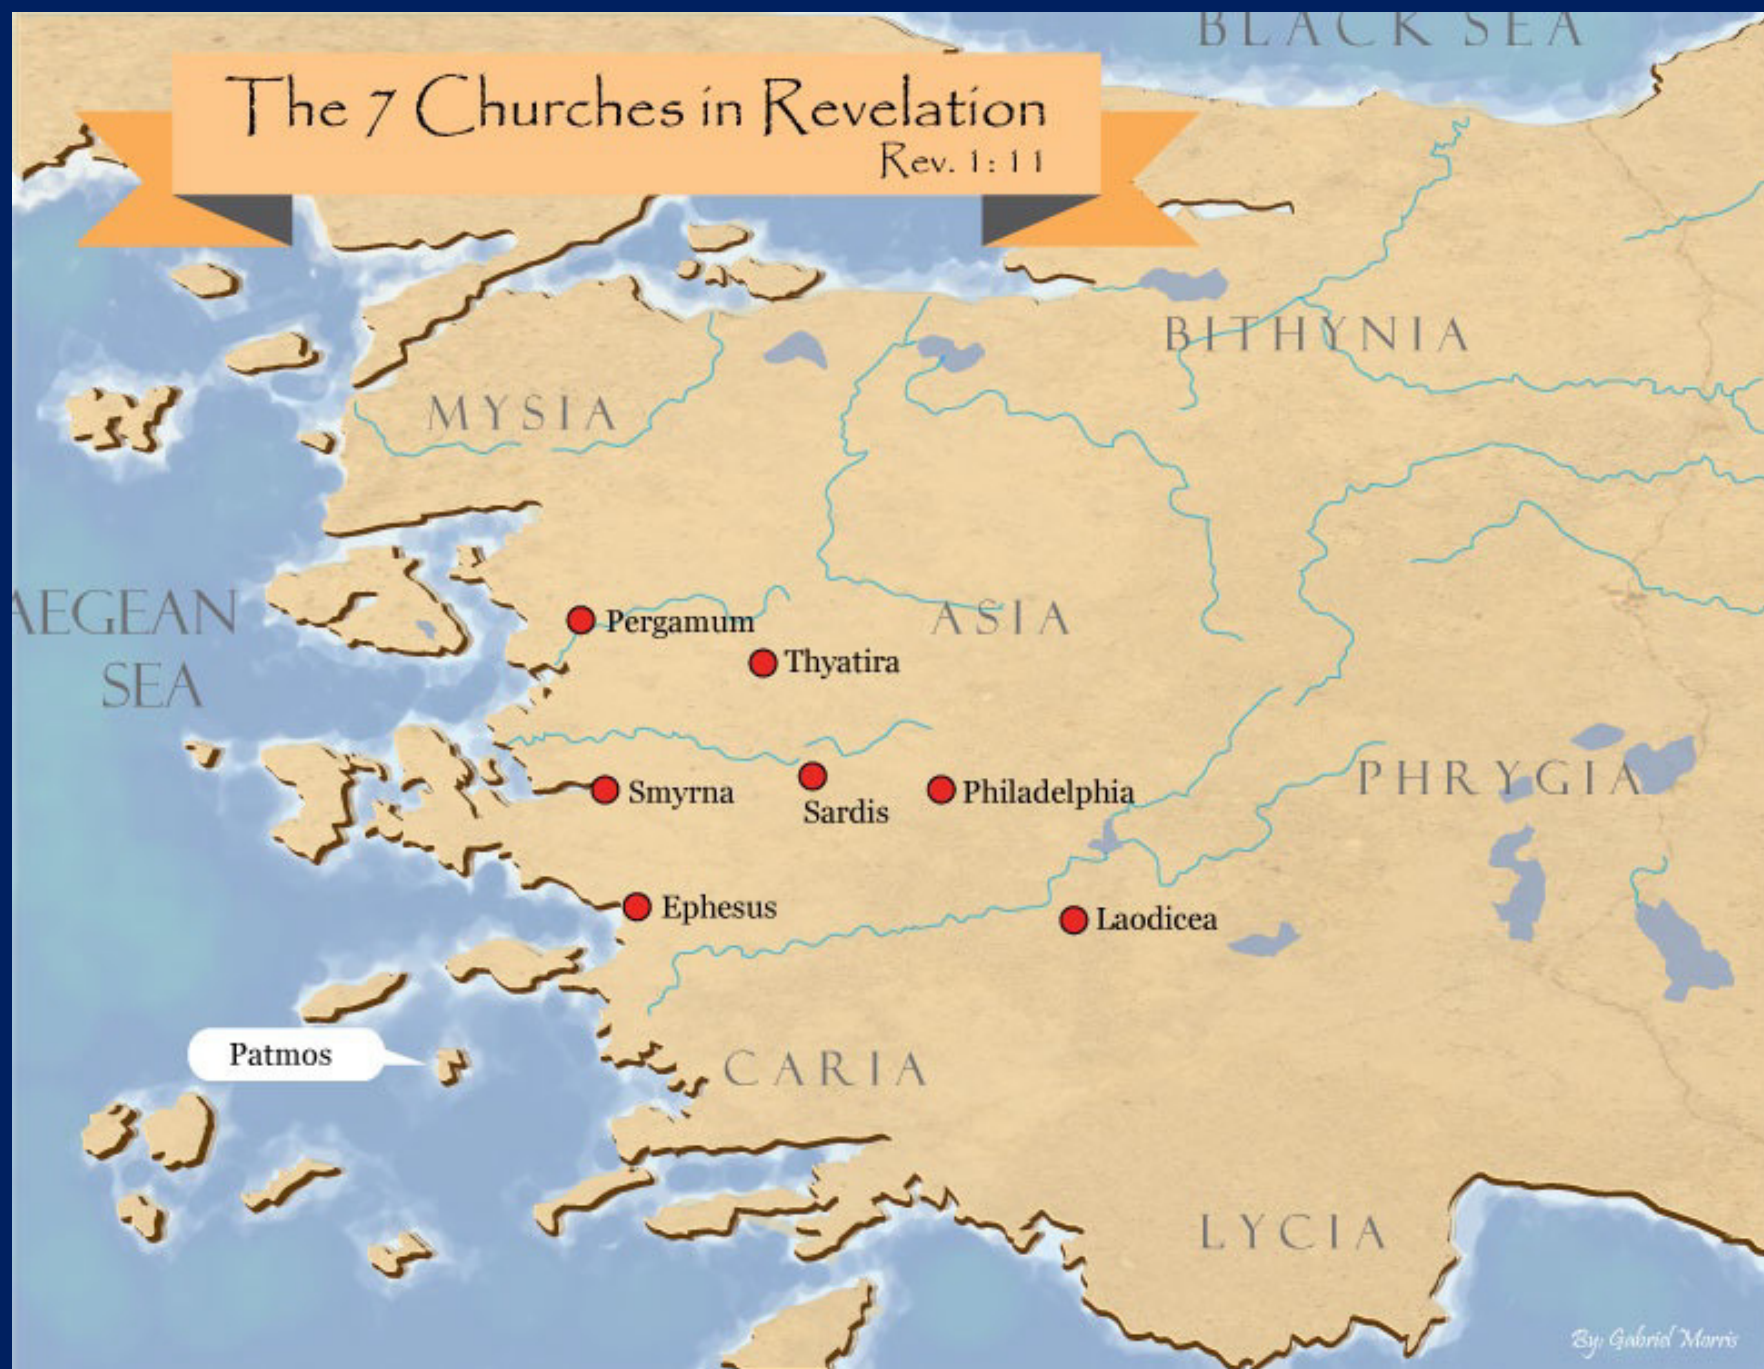 BLACK SEA
The 7 Churches in Revelation
Rev. 1:11
BITHYNIA
MYSIA
AEGEAN
SEA
Pergamum
ASIA
Thyatira
PHRYGIA
Smyrna
Sardis
Philadelphia
Ephesus
Laodicea
Patmos
CARIA
LYCIA
By: Gabriel Morris